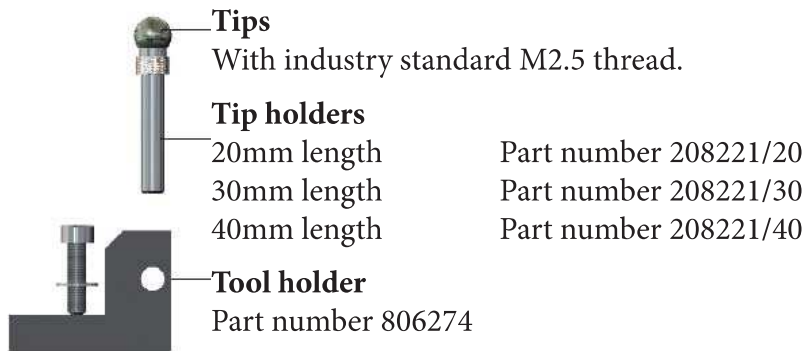 Tips
With industry standard M2.5 thread.
Tip holders
20mm length Part number 208221/20
30mm length Part number 208221/30
40mm length Part number 208221/40
Tool holder
Part number 806274